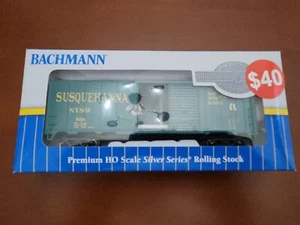 BACHMANN
$40
SUSQUEHANNA
NYSW
Premium HO Scale Silver Series® Rolling Stock